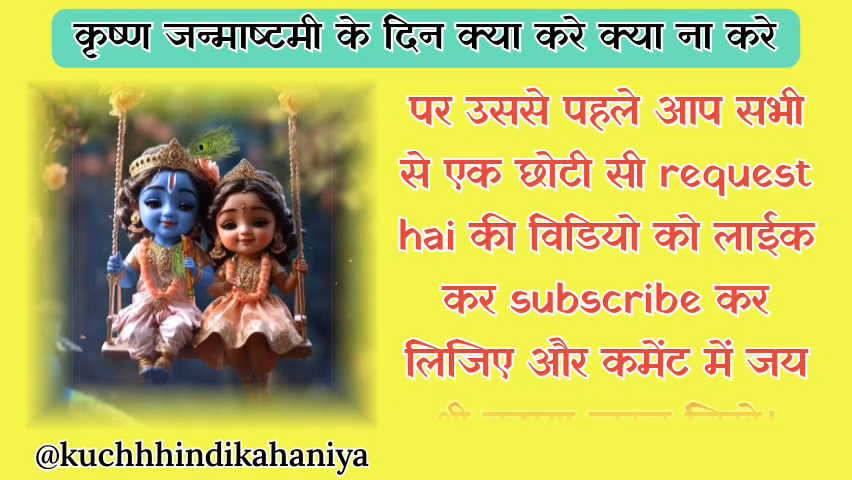 कृष्ण जन्माष्टमी के दिन क्या करे क्या ना करे
पर उससे पहले आप सभी
से एक छोटी सी request
hai की विडियो को लाईक
कर subscribe कर
लिजिए और कमेंट में जय
@kuchhhindikahaniya